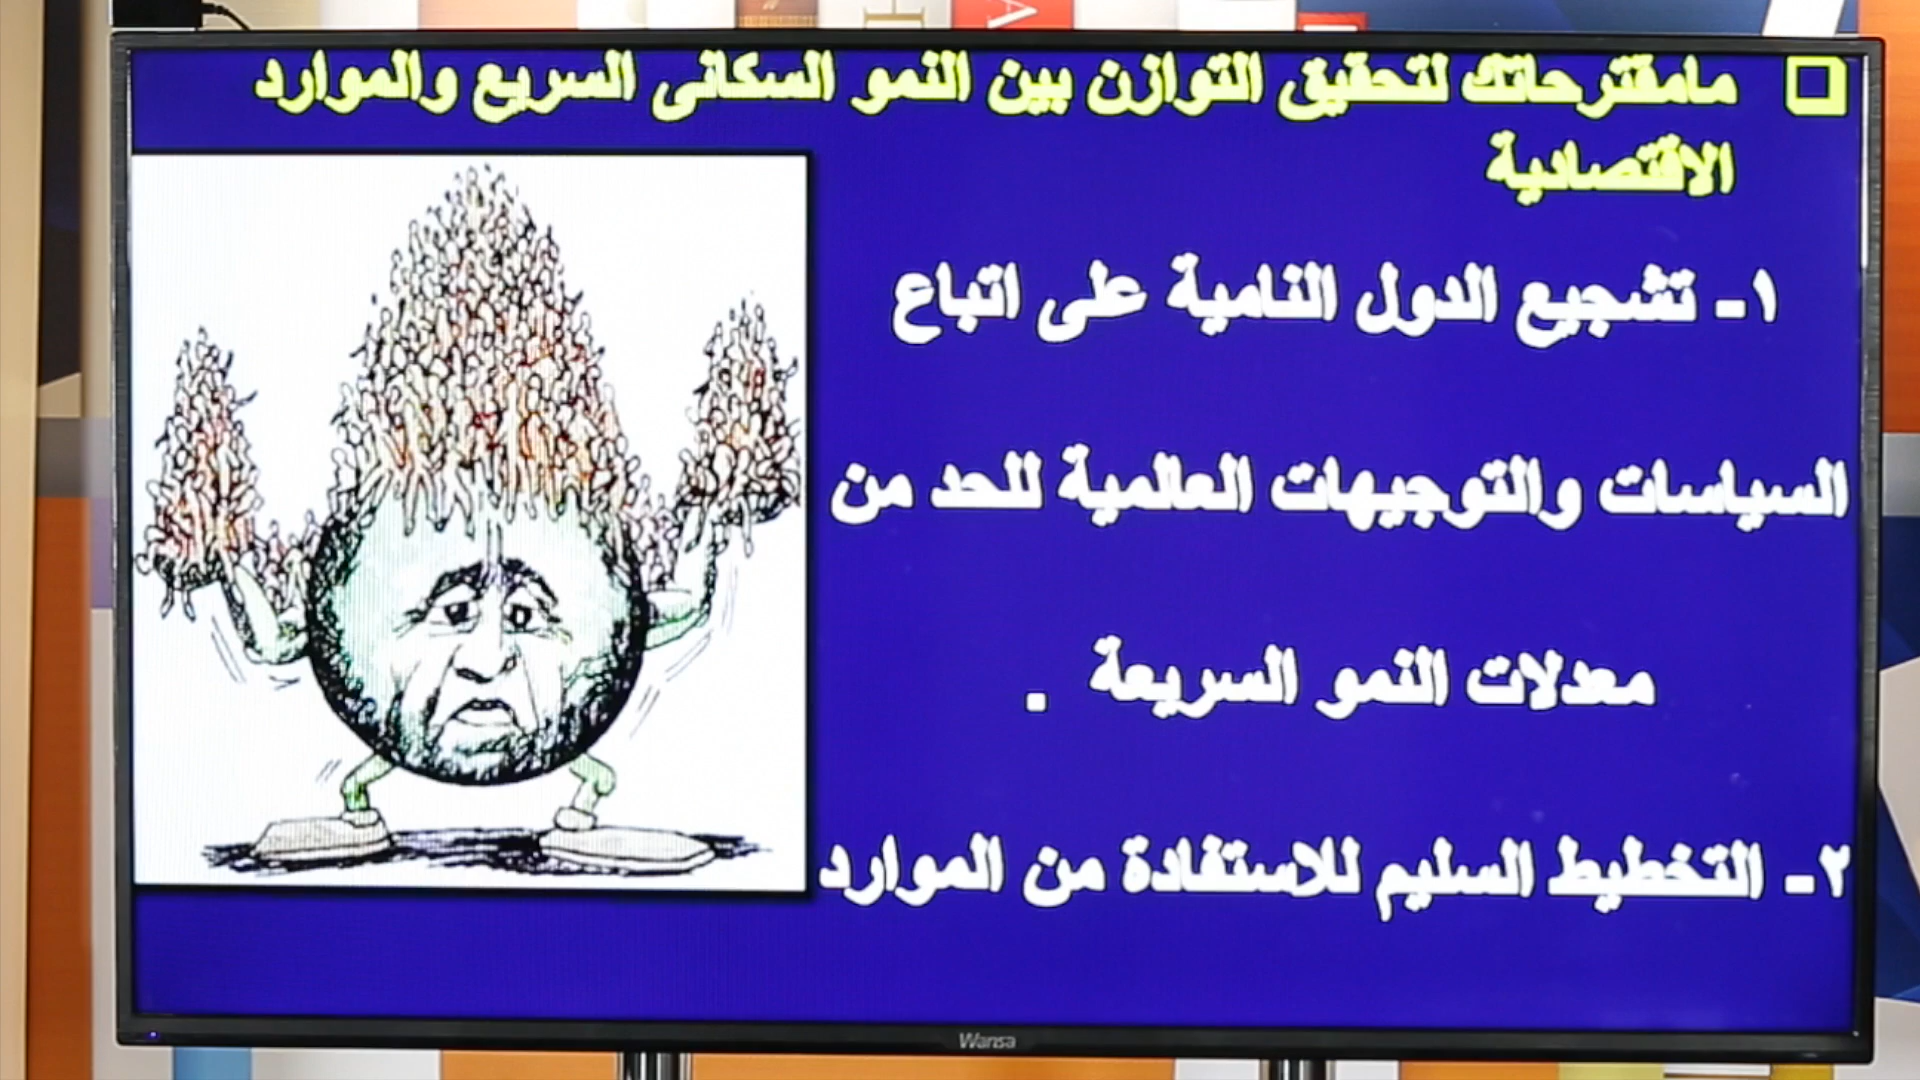 مامقترحاتك لتحقيق التوازن بين النمو السكانى السريع والموارد
الاقتصادية
١- تشجيع الدول النامية على اتباع
السياسات والتوجيهات العالمية للحد من
معدلات النمو السريعة .
٢- التخطيط السليم للاستفادة من الموارد
Wansa